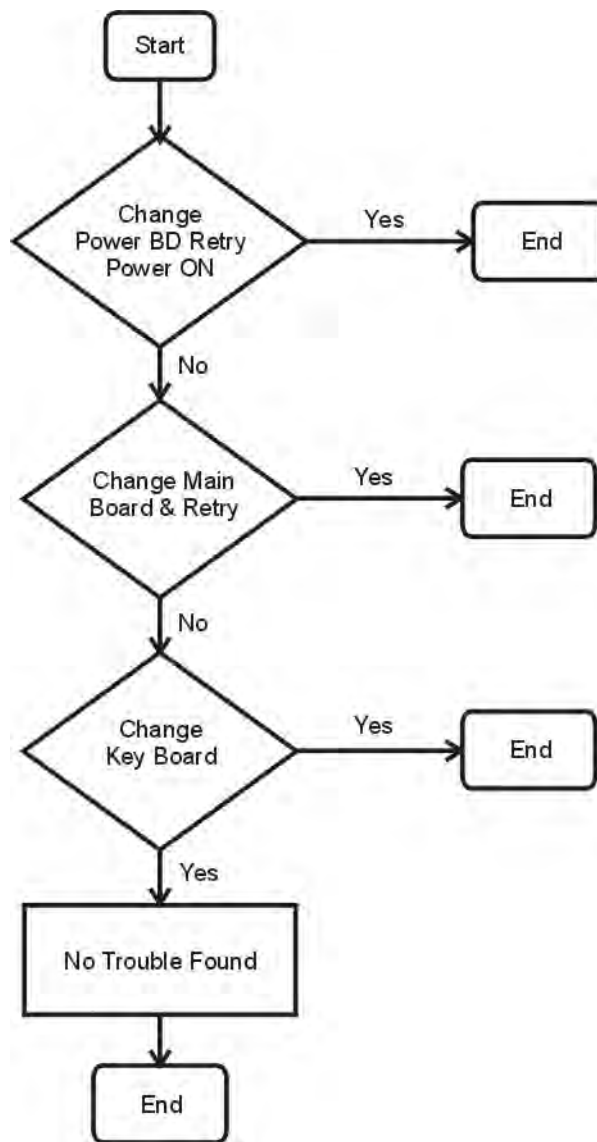 Start
Change
Power BD Retry
Power ON
Yes
End
No
Change Main
Board & Retry
Yes
End
No
Change
Key Board
Yes
End
Yes
No Trouble Found
End